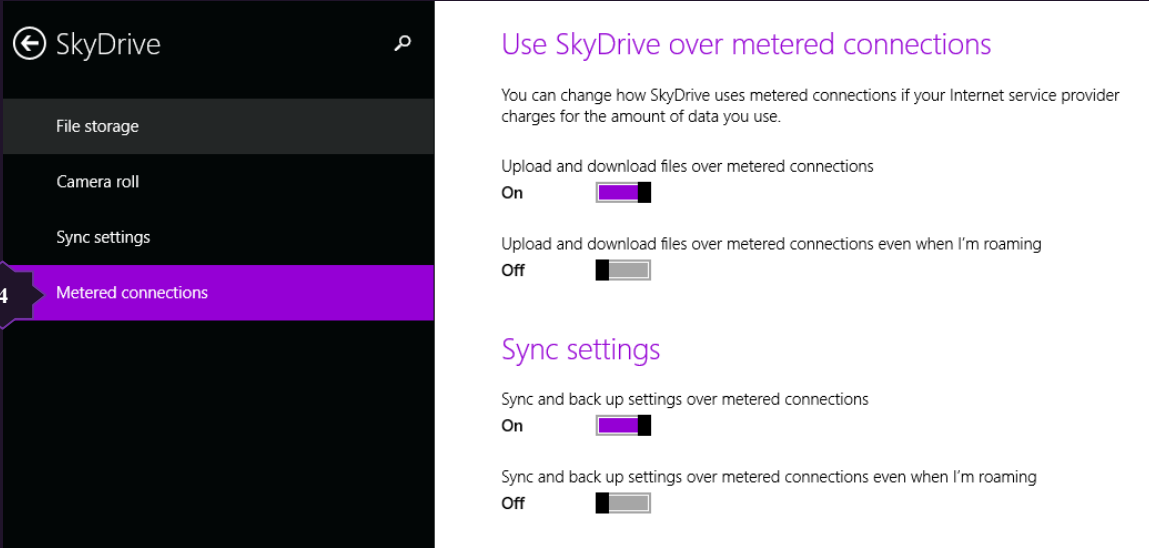 SkyDrive
File storage
Camera roll
Sync settings
4
Metered connections
Use SkyDrive over metered connections
You can change how SkyDrive uses metered connections if your Internet service provider
charges for the amount of data you use.
Upload and download files over metered connections
On
Upload and download files over metered connections even when I'm roaming
Off
Sync settings
Sync and back up settings over metered connections
On
Sync and back up settings over metered connections even when I'm roaming
Off